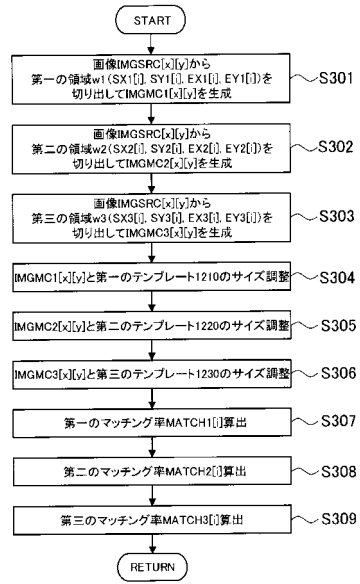 START
画像IMGSRC[x][y]から
第一の領域w1(SX1[i], SY1[i], EX1[i], EY1[i])を
切り出してIMGMC1[x][y]を生成
S301
画像IMGSRC[x][y]から
第二の領域w2(SX2[i], SY2[i], EX2[i], EY2[i])を
切り出してIMGMC2[x][y]を生成
S302
画像IMGSRC[x][y]から
第三の領域w3(SX3[i], SY3[i], EX3[i], EY3[i])を
切り出してIMGMC3[x][y]を生成
S303
IMGMC1[x][y]と第一のテンプレート1210のサイズ調整
S304
IMGMC2[x][y]と第二のテンプレート1220のサイズ調整
S305
IMGMC3[x][y]と第三のテンプレート1230のサイズ調整
S306
第一のマッチング率MATCH1[i]算出
S307
第二のマッチング率MATCH2[i]算出
S308
第三のマッチング率MATCH3[i]算出
S309
RETURN